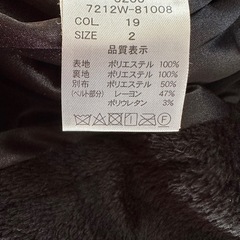 7212W-81008
COL 19
SIZE 2
品質表示
表地 ポリエステル 100%
裏地 ポリエステル 100%
別布 ポリエステル 50%
(ベルト部分) レーヨン 47%
ポリウレタン 3%